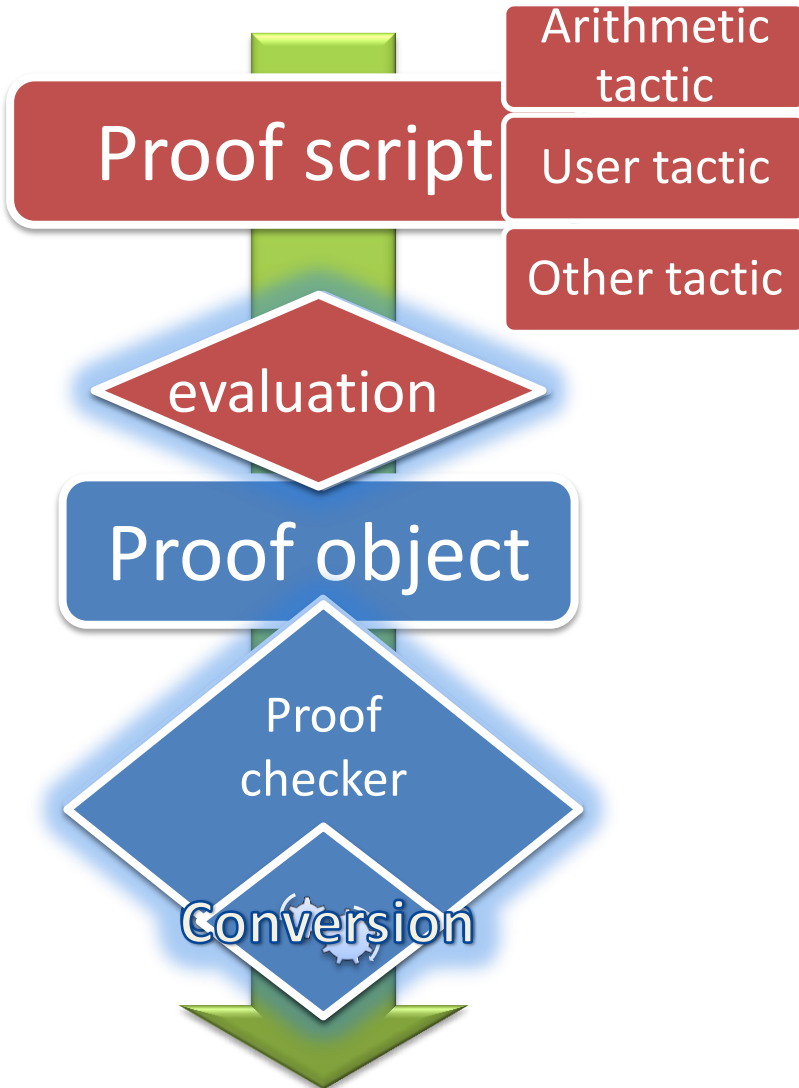 Arithmetic
tactic
Proof script
User tactic
Other tactic
evaluation
Proof object
Proof
checker
Conversion